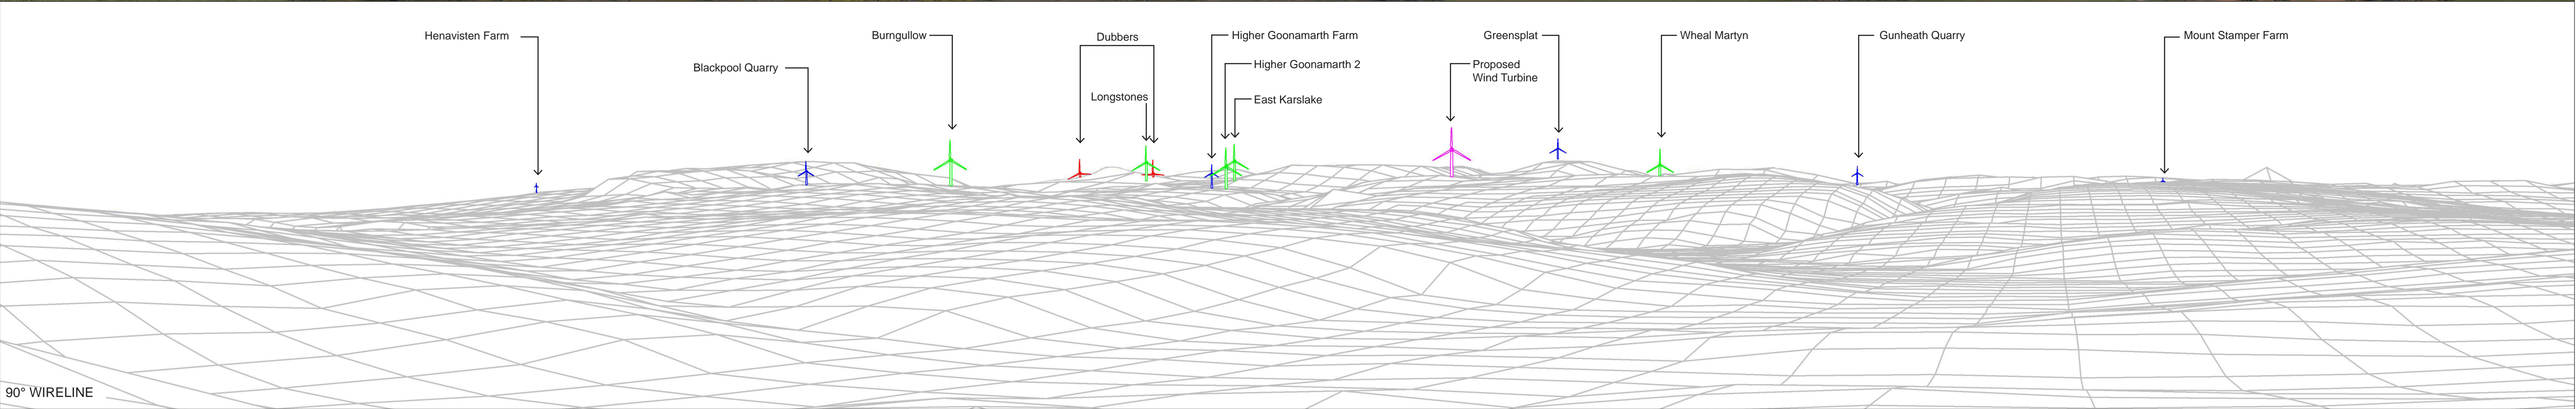 Henavisten Farm
Blackpool Quarry
Burngullow
Dubbers
Longstones
Higher Goonamarth Farm
Higher Goonamarth 2
East Karslake
Proposed
Wind Turbine
Greensplat
Wheal Martyn
Gunheath Quarry
Mount Stamper Farm
90° WIRELINE